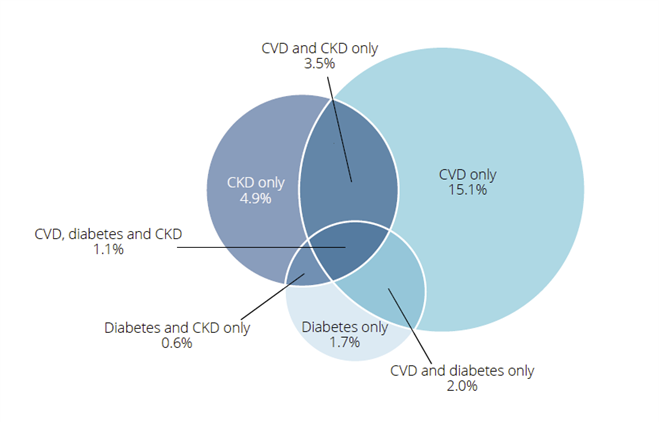 CVD and CKD only
3.5%
CKD only
4.9%
CVD only
15.1%
CVD, diabetes and CKD
1.1%
Diabetes and CKD only
0.6%
Diabetes only
1.7%
CVD and diabetes only
2.0%